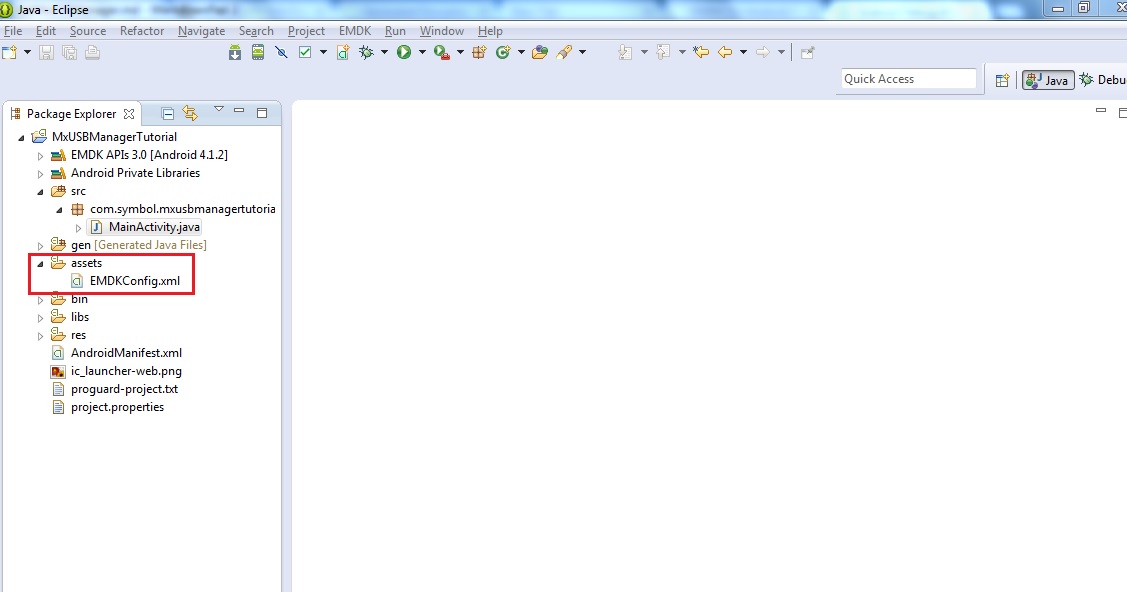 Java - Eclipse
File Edit Source Refactor Navigate Search Project EMDK Run Window Help
Quick Access
Java
Debu
Package Explorer
MxUSBManagerTutorial
EMDK APIs 3.0 [Android 4.1.2]
Android Private Libraries
src
com.symbol.mxusbmanagertutoria
MainActivity.java
gen [Generated Java Files]
assets
EMDKConfig.xml
bin
libs
res
AndroidManifest.xml
ic_launcher-web.png
proguard-project.txt
project.properties